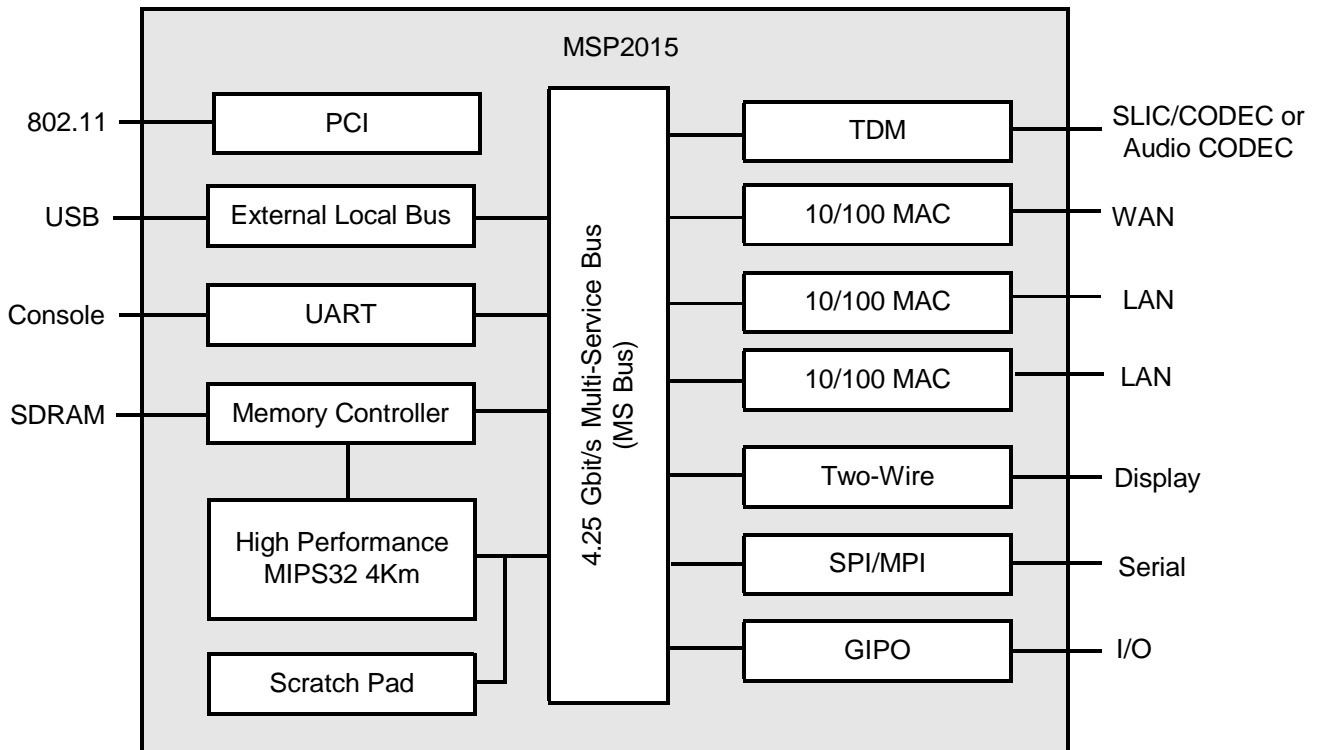 MSP2015
802.11
PCI
USB
External Local Bus
Console
UART
SDRAM
Memory Controller
High Performance
MIPS32 4Km
Scratch Pad
4.25 Gbit/s Multi-Service Bus
(MS Bus)
TDM
SLIC/CODEC or
Audio CODEC
10/100 MAC
WAN
10/100 MAC
LAN
10/100 MAC
LAN
Two-Wire
Display
SPI/MPI
Serial
GIPO
I/O